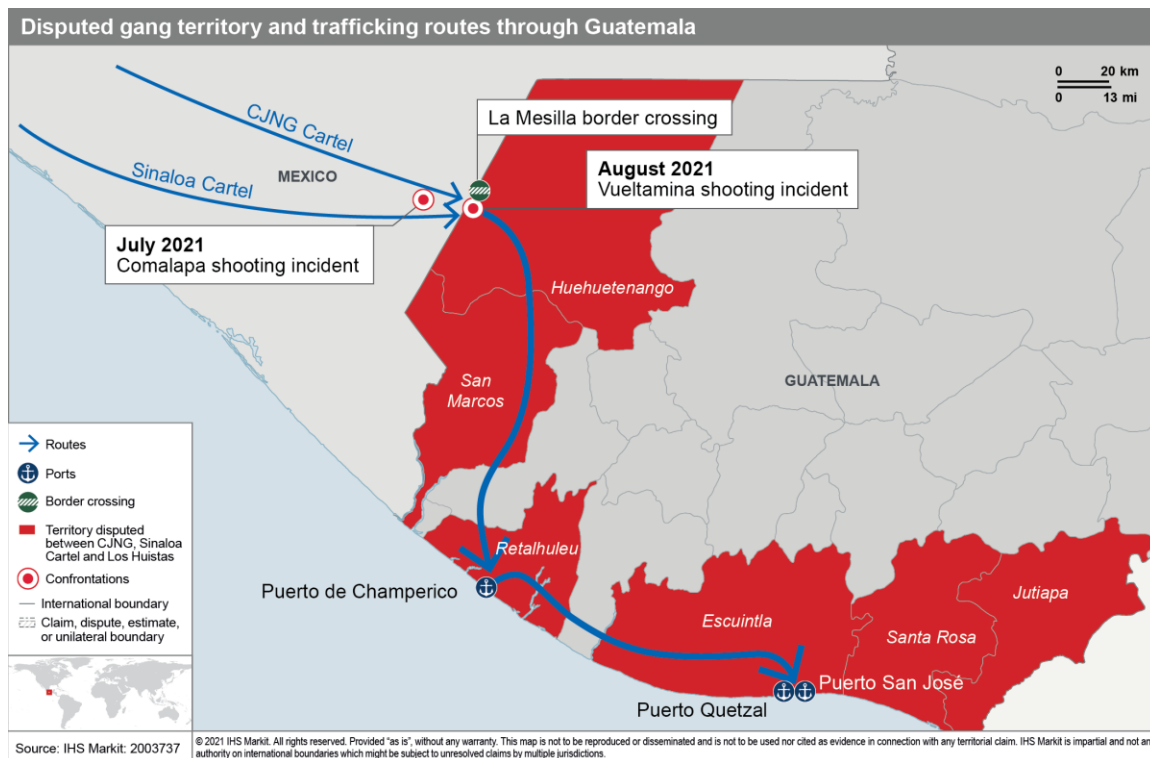 Disputed gang territory and trafficking routes through Guatemala
0 20 km
0 13 mi
La Mesilla border crossing
CJNG Cartel
Sinaloa Cartel
MEXICO
August 2021
Vueltamina shooting incident
July 2021
Comalapa shooting incident
Huehuetenango
San
Marcos
GUATEMALA
Retalhuleu
Puerto de Champerico
Escuintla
Santa Rosa
Jutiapa
Puerto San José
Puerto Quetzal
Routes
Ports
Border crossing
Territory disputed
between CJNG, Sinaloa
Cartel and Los Huistas
Confrontations
International boundary
Claim, dispute, estimate,
or unilateral boundary
Source: IHS Markit: 2003737
© 2021 IHS Markit. All rights reserved. Provided "as is", without any warranty. This map is not to be reproduced or disseminated and is not to be used nor cited as evidence in connection with any territorial claim. IHS Markit is impartial and not an
authority on international boundaries which might be subject to unresolved claims by multiple jurisdictions.